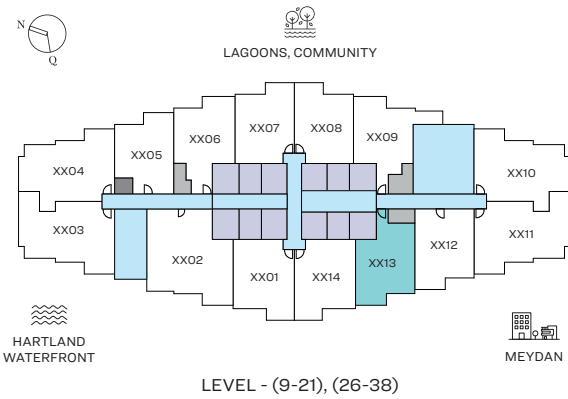 N
Q
LAGOONS, COMMUNITY
XX07
XX08
XX06
XX09
XX05
XX04
XX10
XX03
XX11
XX02
XX12
XX01
XX14
XX13
HARTLAND
WATERFRONT
MEYDAN
LEVEL - (9-21), (26-38)